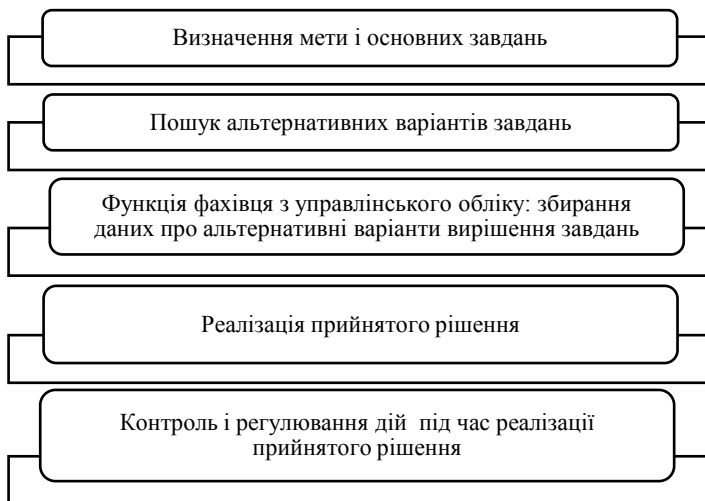 Визначення мети і основних завдань
Пошук альтернативних варіантів завдань
Функція фахівця з управлінського обліку: збирання
даних про альтернативні варіанти вирішення завдань
Реалізація прийнятого рішення
Контроль і регулювання дій  під час реалізації
прийнятого рішення